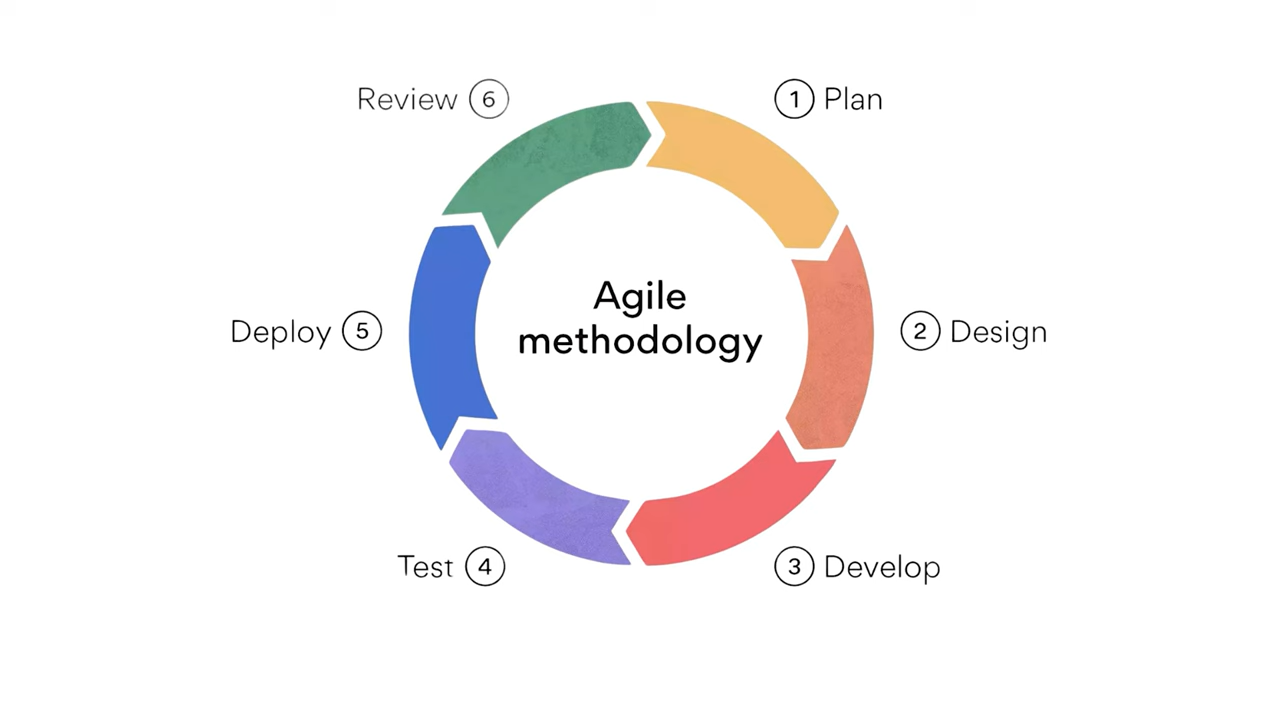 Review 6
1 Plan
Agile
methodology
Deploy 5
2 Design
Test 4
3 Develop